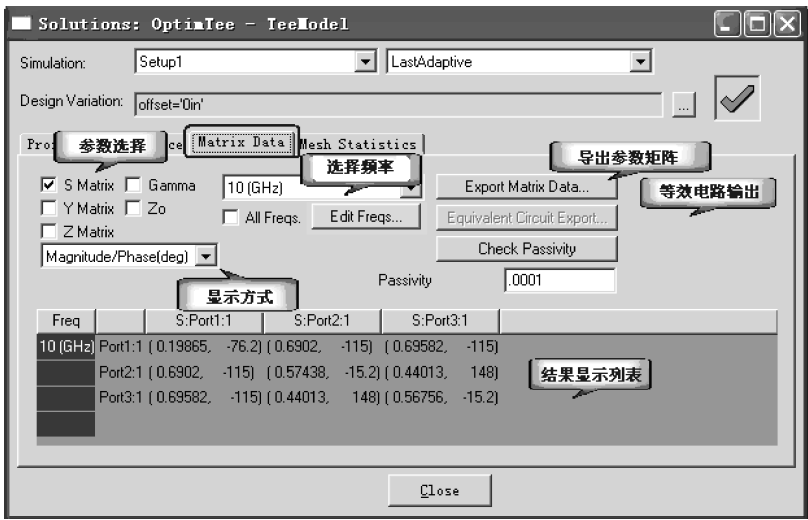 Solutions: OptimTee - TeeModel
Simulation: Setup1 LastAdaptive
Design Variation: offset='0in' ...
Matrix Data Mesh Statistics
参数选择
选择频率
导出参数矩阵
等效电路输出
S Matrix Gamma 10 (GHz) Export Matrix Data...
Y Matrix Zo All Freqs. Edit Freqs... Equivalent Circuit Export...
Z Matrix Check Passivity
Magnitude/Phase(deg) Passivity .0001
显示方式
Freq S:Port1:1 S:Port2:1 S:Port3:1
10 (GHz) Port1:1 ( 0.19865, -76.2) ( 0.6902, -115) ( 0.69582, -115)
Port2:1 ( 0.6902, -115) ( 0.57438, -15.2) ( 0.44013, 148)
Port3:1 ( 0.69582, -115) ( 0.44013, 148) ( 0.56756, -15.2)
结果显示列表
Close